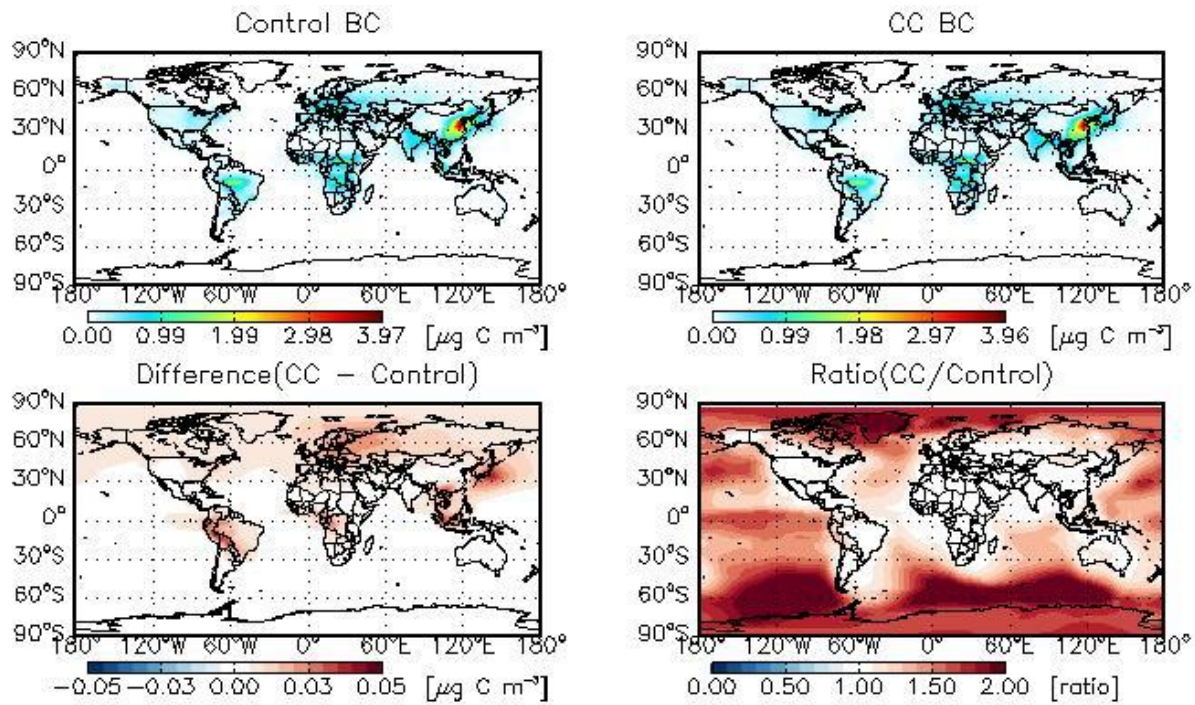 Control BC
90°N
60°N
30°N
0°
30°S
60°S
90°S
180° 120°W 60°W 0° 60°E 120°E 180°
0.00 0.99 1.99 2.98 3.97 [μg C m⁻³]
CC BC
90°N
60°N
30°N
0°
30°S
60°S
90°S
180° 120°W 60°W 0° 60°E 120°E 180°
0.00 0.99 1.98 2.97 3.96 [μg C m⁻³]
Difference(CC − Control)
90°N
60°N
30°N
0°
30°S
60°S
90°S
180° 120°W 60°W 0° 60°E 120°E 180°
−0.05 −0.03 0.00 0.03 0.05 [μg C m⁻³]
Ratio(CC/Control)
90°N
60°N
30°N
0°
30°S
60°S
90°S
180° 120°W 60°W 0° 60°E 120°E 180°
0.00 0.50 1.00 1.50 2.00 [ratio]